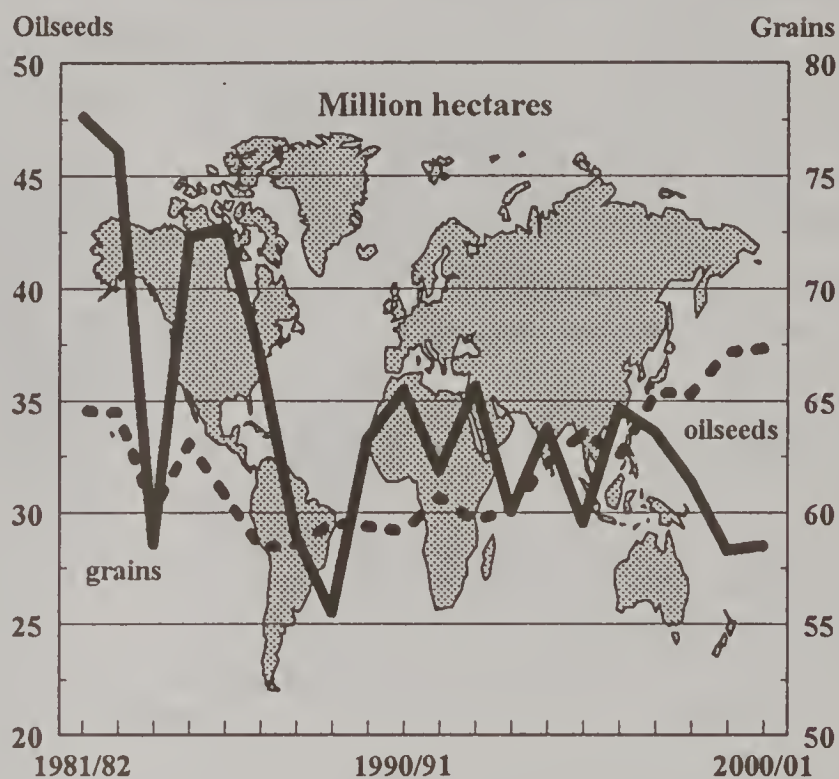 Oilseeds Grains
Million hectares
50 80
45 75
40 70
35 65
oilseeds
30 60
grains
25 55
20 50
1981/82 1990/91 2000/01